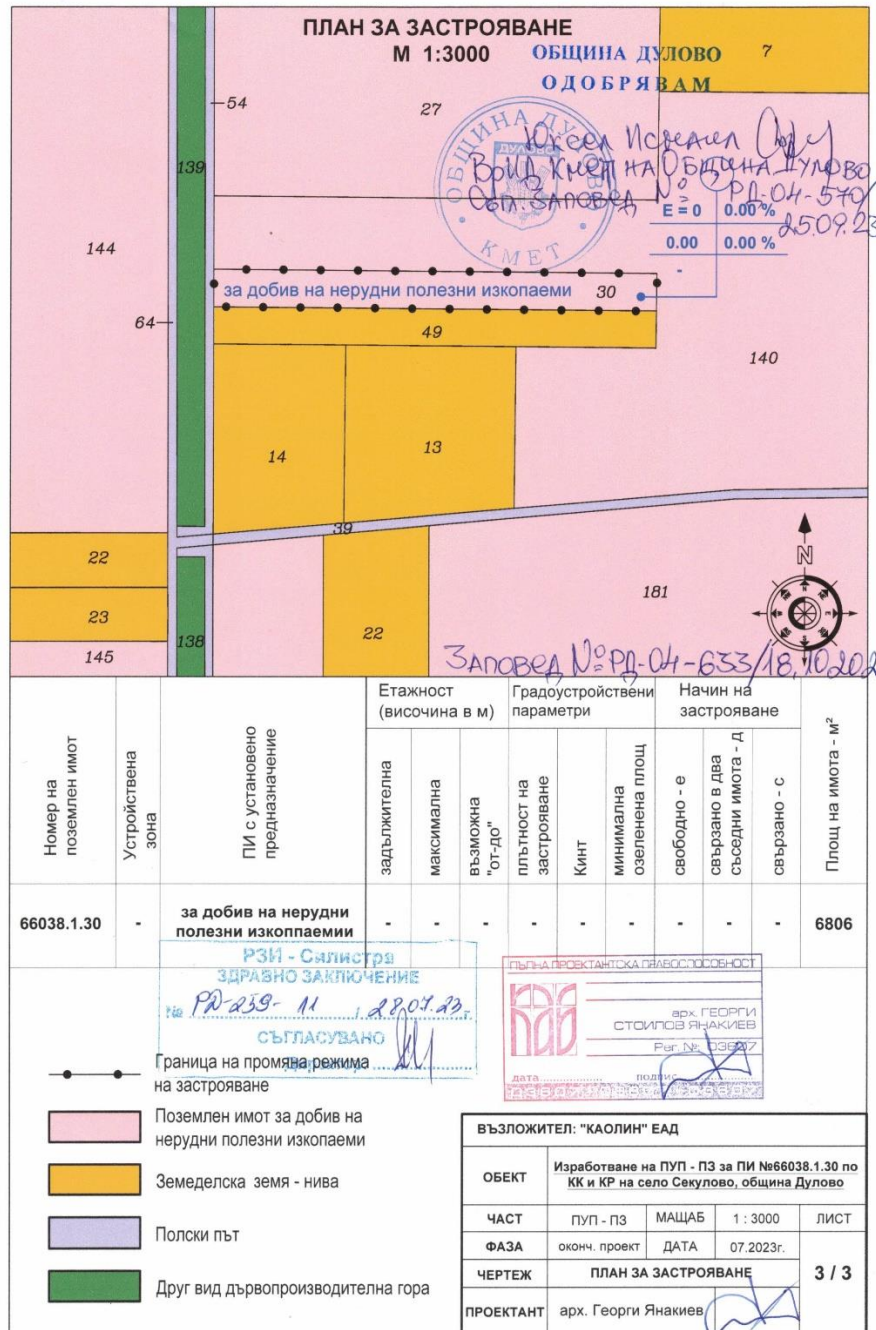 ПЛАН ЗА ЗАСТРОЯВАНЕ
М 1:3000
ОБЩИНА ДУЛОВО
ОДОБРЯВАМ
7
54
27
139
ОБЩИНА ДУЛОВО
ДУЛОВО
КМЕТ
Юксел Исмаил
ВрИД Кмет на Община Дулово
Съгл. Заповед № РД-04-570/
25.09.23
E = 0 0.00 %
0.00 0.00 %
-
144
за добив на нерудни полезни изкопаеми 30
64
49
140
14
13
39
22
N
23
181
22
138
145
Заповед № РД-04-633/18.10.202
Номер на поземлен имот
Устройствена зона
ПИ с установено предназначение
Етажност (височина в м)
задължителна
максимална
възможна "от-до"
Градоустройствени параметри
плътност на застрояване
Кинт
минимална озеленена площ
Начин на застрояване
свободно - е
свързано в два съседни имота - д
свързано - с
Площ на имота - м²
66038.1.30 - за добив на нерудни полезни изкоппаемии - - - - - - - - - 6806
РЗИ - Силистра
ЗДРАВНО ЗАКЛЮЧЕНИЕ
№ РД-259-11 / 28.07.23г.
СЪГЛАСУВАНО
ПЪЛНА ПРОЕКТАНТСКА ПРАВОСПОСОБНОСТ
арх. ГЕОРГИ
СТОИЛОВ ЯНАКИЕВ
Рег. № 03607
дата подпис
Граница на промяна режима
на застрояване
Поземлен имот за добив на
нерудни полезни изкопаеми
Земеделска земя - нива
Полски път
Друг вид дървопроизводителна гора
ВЪЗЛОЖИТЕЛ: "КАОЛИН" ЕАД
ОБЕКТ Изработване на ПУП - ПЗ за ПИ №66038.1.30 по
КК и КР на село Секулово, община Дулово
ЧАСТ ПУП - ПЗ МАЩАБ 1 : 3000 ЛИСТ
ФАЗА оконч. проект ДАТА 07.2023г.
ЧЕРТЕЖ ПЛАН ЗА ЗАСТРОЯВАНЕ 3 / 3
ПРОЕКТАНТ арх. Георги Янакиев